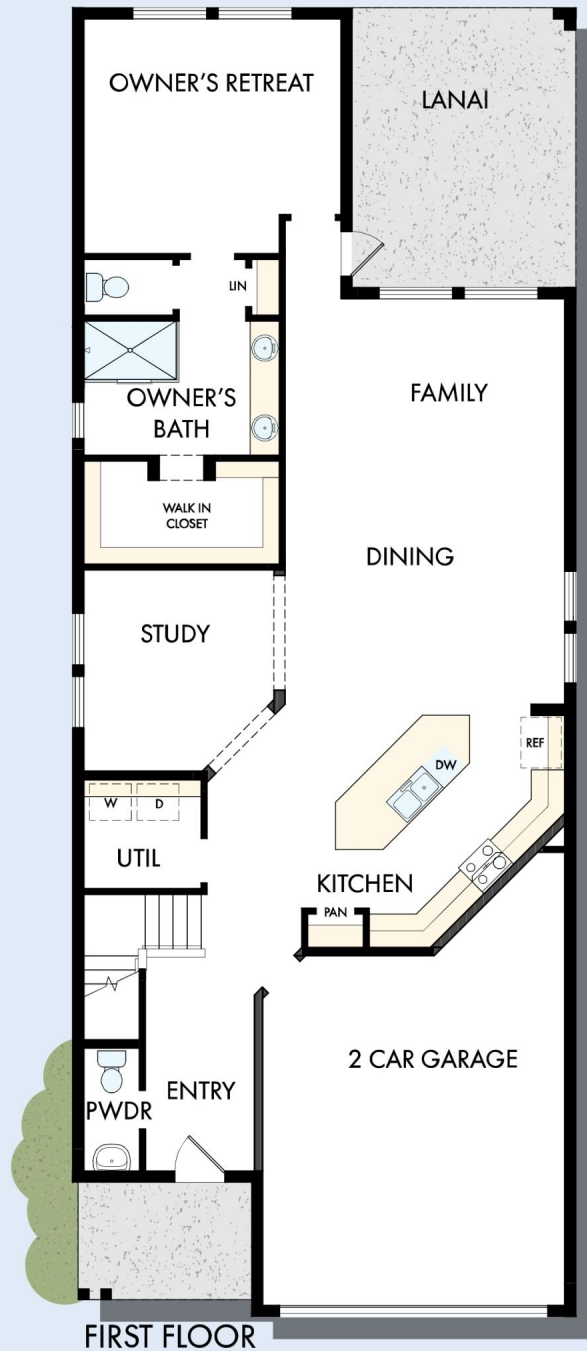 OWNER'S RETREAT
LANAI
LIN
FAMILY
OWNER'S
BATH
WALK IN
CLOSET
DINING
STUDY
REF
DW
W
D
UTIL
KITCHEN
PAN
2 CAR GARAGE
ENTRY
PWDR
FIRST FLOOR